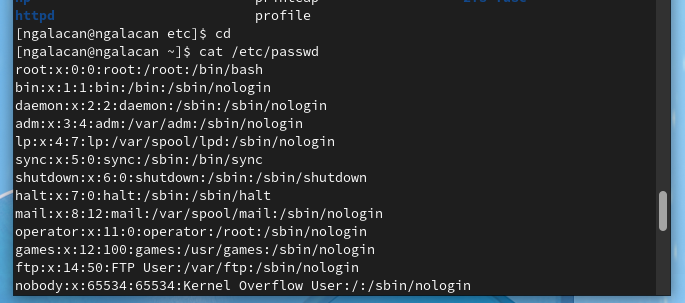 httpd profile
[ngalacan@ngalacan etc]$ cd
[ngalacan@ngalacan ~]$ cat /etc/passwd
root:x:0:0:root:/root:/bin/bash
bin:x:1:1:bin:/bin:/sbin/nologin
daemon:x:2:2:daemon:/sbin:/sbin/nologin
adm:x:3:4:adm:/var/adm:/sbin/nologin
lp:x:4:7:lp:/var/spool/lpd:/sbin/nologin
sync:x:5:0:sync:/sbin:/bin/sync
shutdown:x:6:0:shutdown:/sbin:/sbin/shutdown
halt:x:7:0:halt:/sbin:/sbin/halt
mail:x:8:12:mail:/var/spool/mail:/sbin/nologin
operator:x:11:0:operator:/root:/sbin/nologin
games:x:12:100:games:/usr/games:/sbin/nologin
ftp:x:14:50:FTP User:/var/ftp:/sbin/nologin
nobody:x:65534:65534:Kernel Overflow User:/:/sbin/nologin